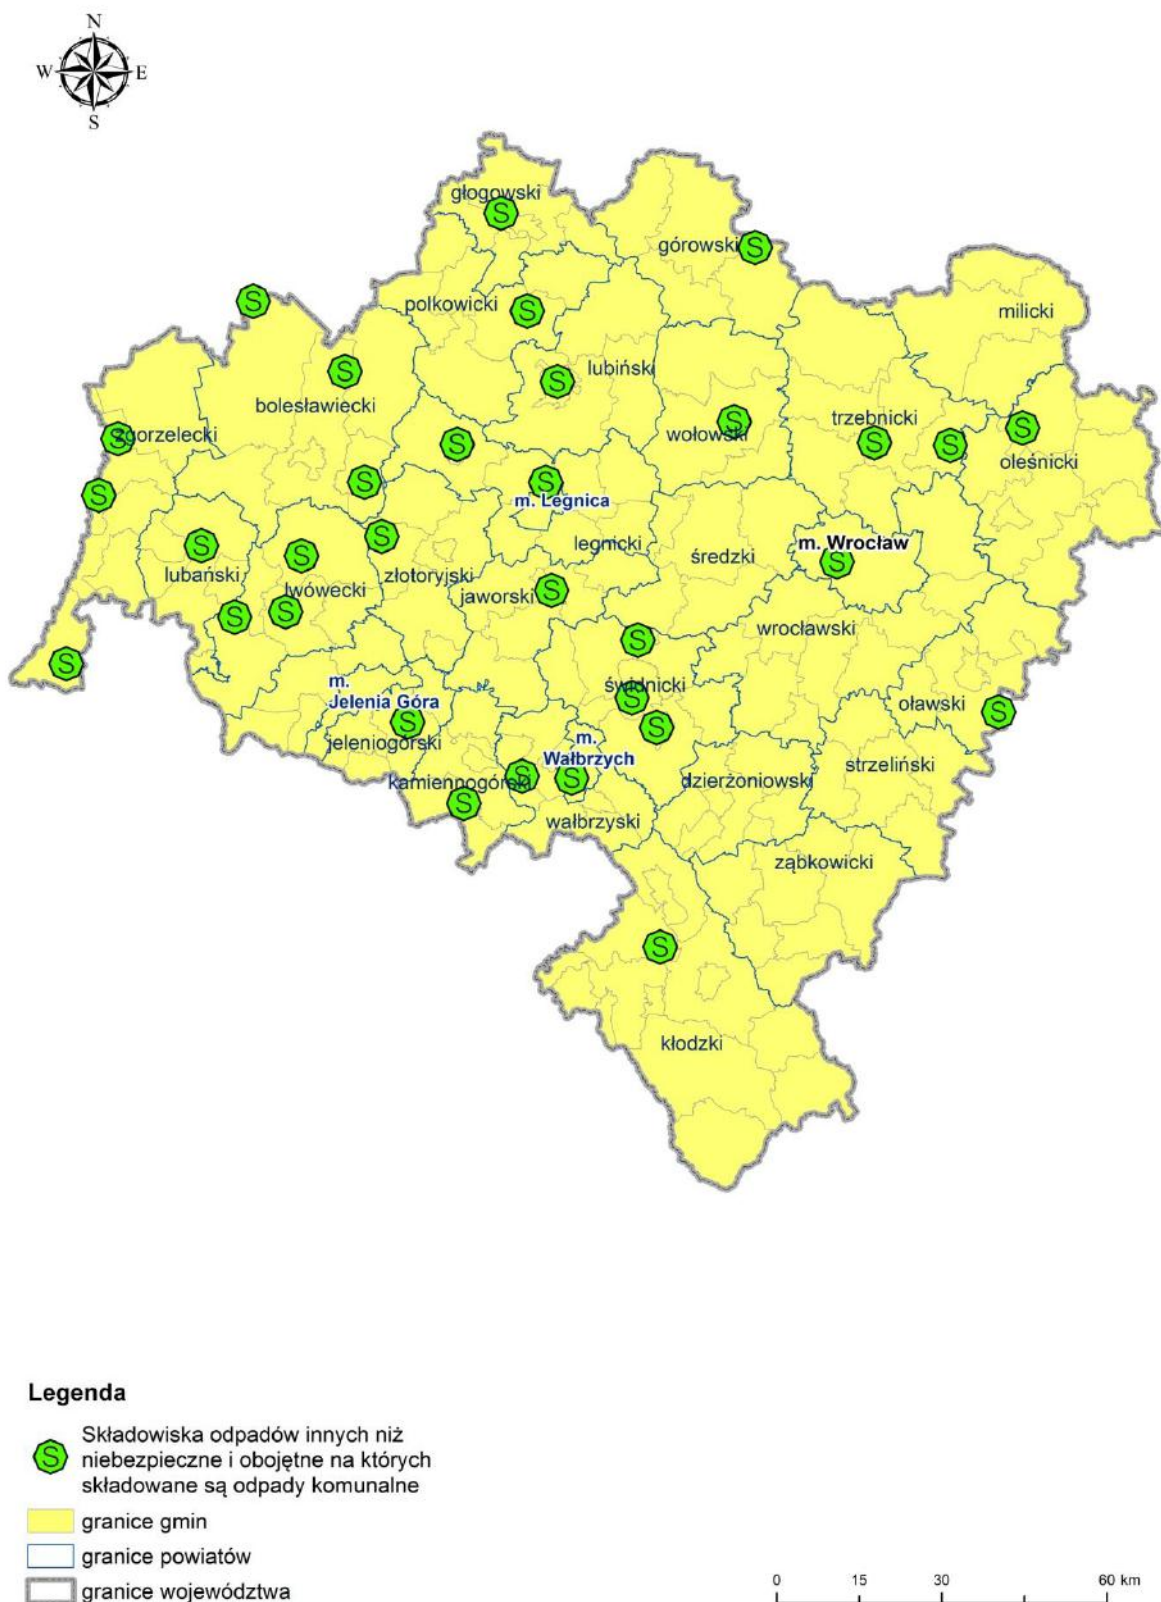 N
W E
S
głogowski
S
górowski S
S
polkowicki S
milicki
S
lubiński
bolesławiecki
S
S
trzebnicki
wołowski
S
S
S
S
oleśnicki
zgorzelecki
S
S
S
S
m. Legnica
S
S
legnicki
średzki
m. Wrocław
S
S
S
lubański
lwówecki
złotoryjski
jaworski S
S
S
wrocławski
S
S
świdnicki
S
S
oławski S
m.
Jelenia Góra
S
jeleniogórski
m.
Wałbrzych
S
S
kamiennogórski
S
wałbrzyski
dzierżoniowski
strzeliński
ząbkowicki
S
kłodzki
Legenda
S
Składowiska odpadów innych niż
niebezpieczne i obojętne na których
składowane są odpady komunalne
granice gmin
granice powiatów
granice województwa
0 15 30 60 km